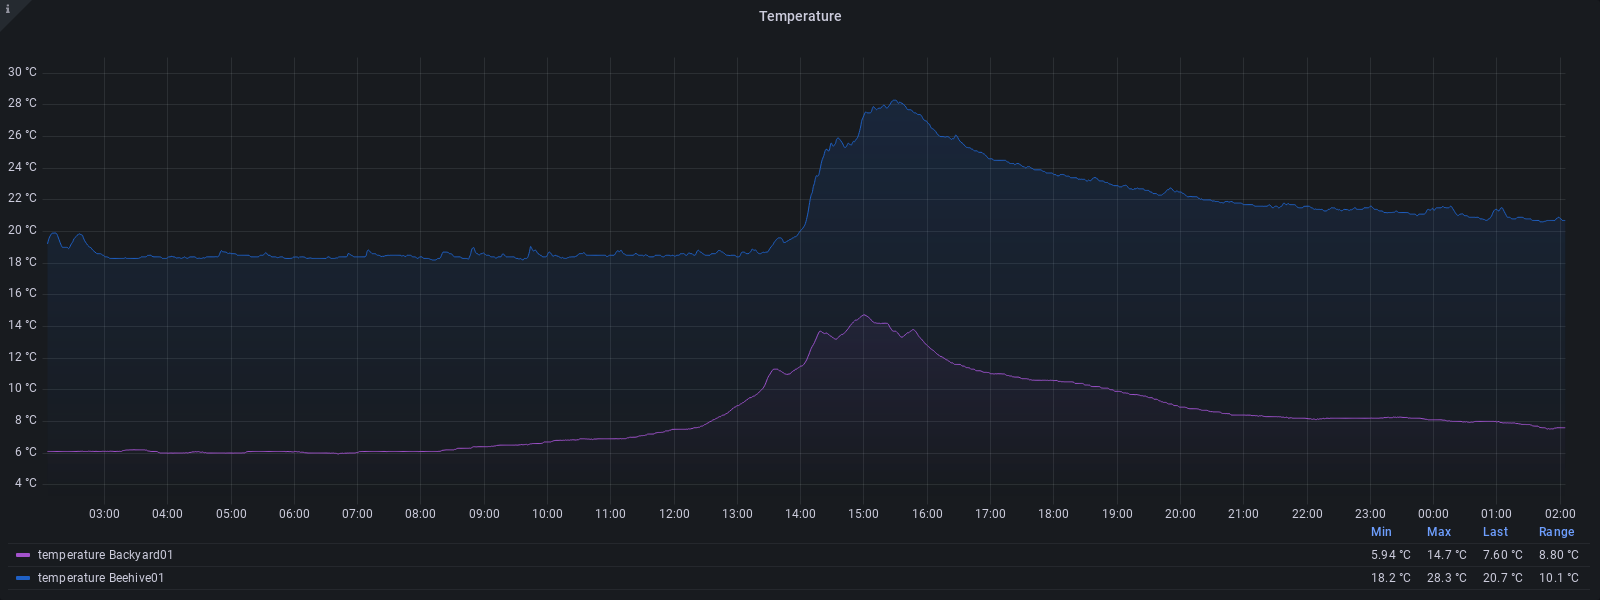 i
Temperature
30 °C
28 °C
26 °C
24 °C
22 °C
20 °C
18 °C
16 °C
14 °C
12 °C
10 °C
8 °C
6 °C
4 °C
03:00 04:00 05:00 06:00 07:00 08:00 09:00 10:00 11:00 12:00 13:00 14:00 15:00 16:00 17:00 18:00 19:00 20:00 21:00 22:00 23:00 00:00 01:00 02:00
Min Max Last Range
temperature Backyard01 5.94 °C 14.7 °C 7.60 °C 8.80 °C
temperature Beehive01 18.2 °C 28.3 °C 20.7 °C 10.1 °C